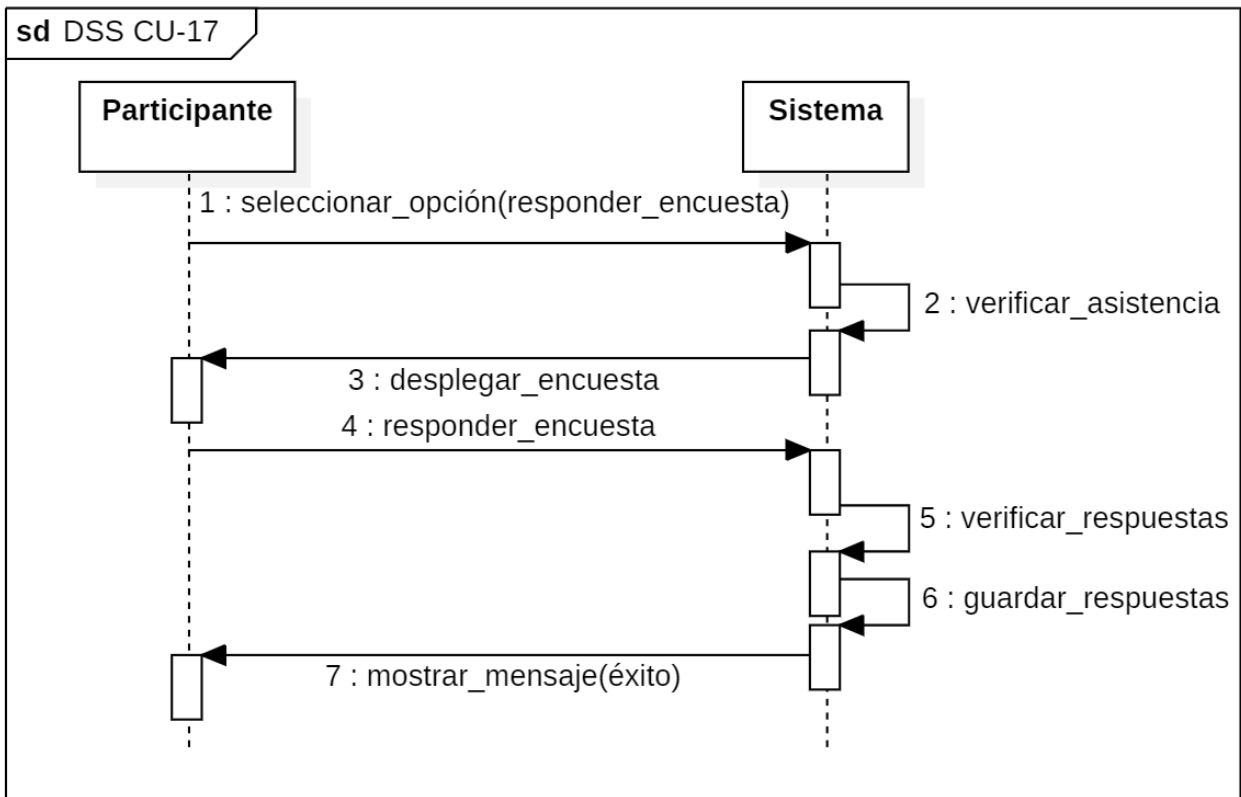 sd DSS CU-17
Participante
Sistema
1 : seleccionar_opción(responder_encuesta)
2 : verificar_asistencia
3 : desplegar_encuesta
4 : responder_encuesta
5 : verificar_respuestas
6 : guardar_respuestas
7 : mostrar_mensaje(éxito)